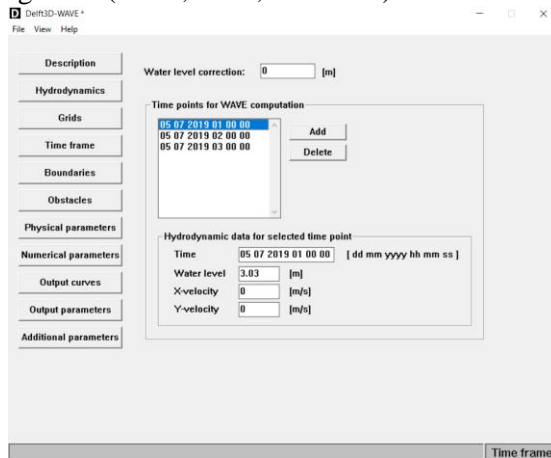 Delft3D-WAVE *
File View Help
Description
Hydrodynamics
Grids
Time frame
Boundaries
Obstacles
Physical parameters
Numerical parameters
Output curves
Output parameters
Additional parameters
Water level correction: 0 [m]
Time points for WAVE computation
05 07 2019 01 00 00
05 07 2019 02 00 00
05 07 2019 03 00 00
Add
Delete
Hydrodynamic data for selected time point
Time 05 07 2019 01 00 00 [ dd mm yyyy hh mm ss ]
Water level 3.03 [m]
X-velocity 0 [m/s]
Y-velocity 0 [m/s]
Time frame